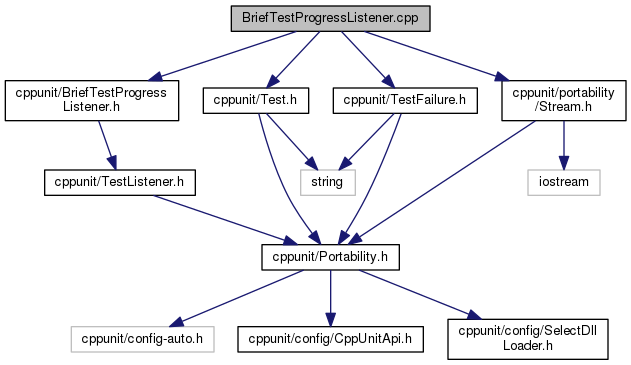 BriefTestProgressListener.cpp
cppunit/BriefTestProgress
Listener.h
cppunit/Test.h
cppunit/TestFailure.h
cppunit/portability
/Stream.h
cppunit/TestListener.h
string
iostream
cppunit/Portability.h
cppunit/config-auto.h
cppunit/config/CppUnitApi.h
cppunit/config/SelectDll
Loader.h